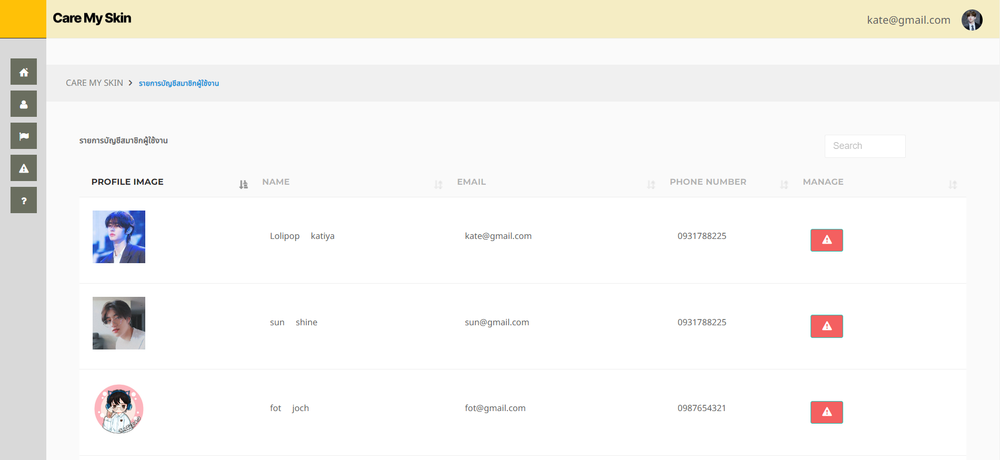 Care My Skin
kate@gmail.com
CARE MY SKIN > รายการบัญชีสมาชิกผู้ใช้งาน
รายการบัญชีสมาชิกผู้ใช้งาน
Search
PROFILE IMAGE NAME EMAIL PHONE NUMBER MANAGE
Lolipop katiya kate@gmail.com 0931788225
sun shine sun@gmail.com 0931788225
fot joch fot@gmail.com 0987654321